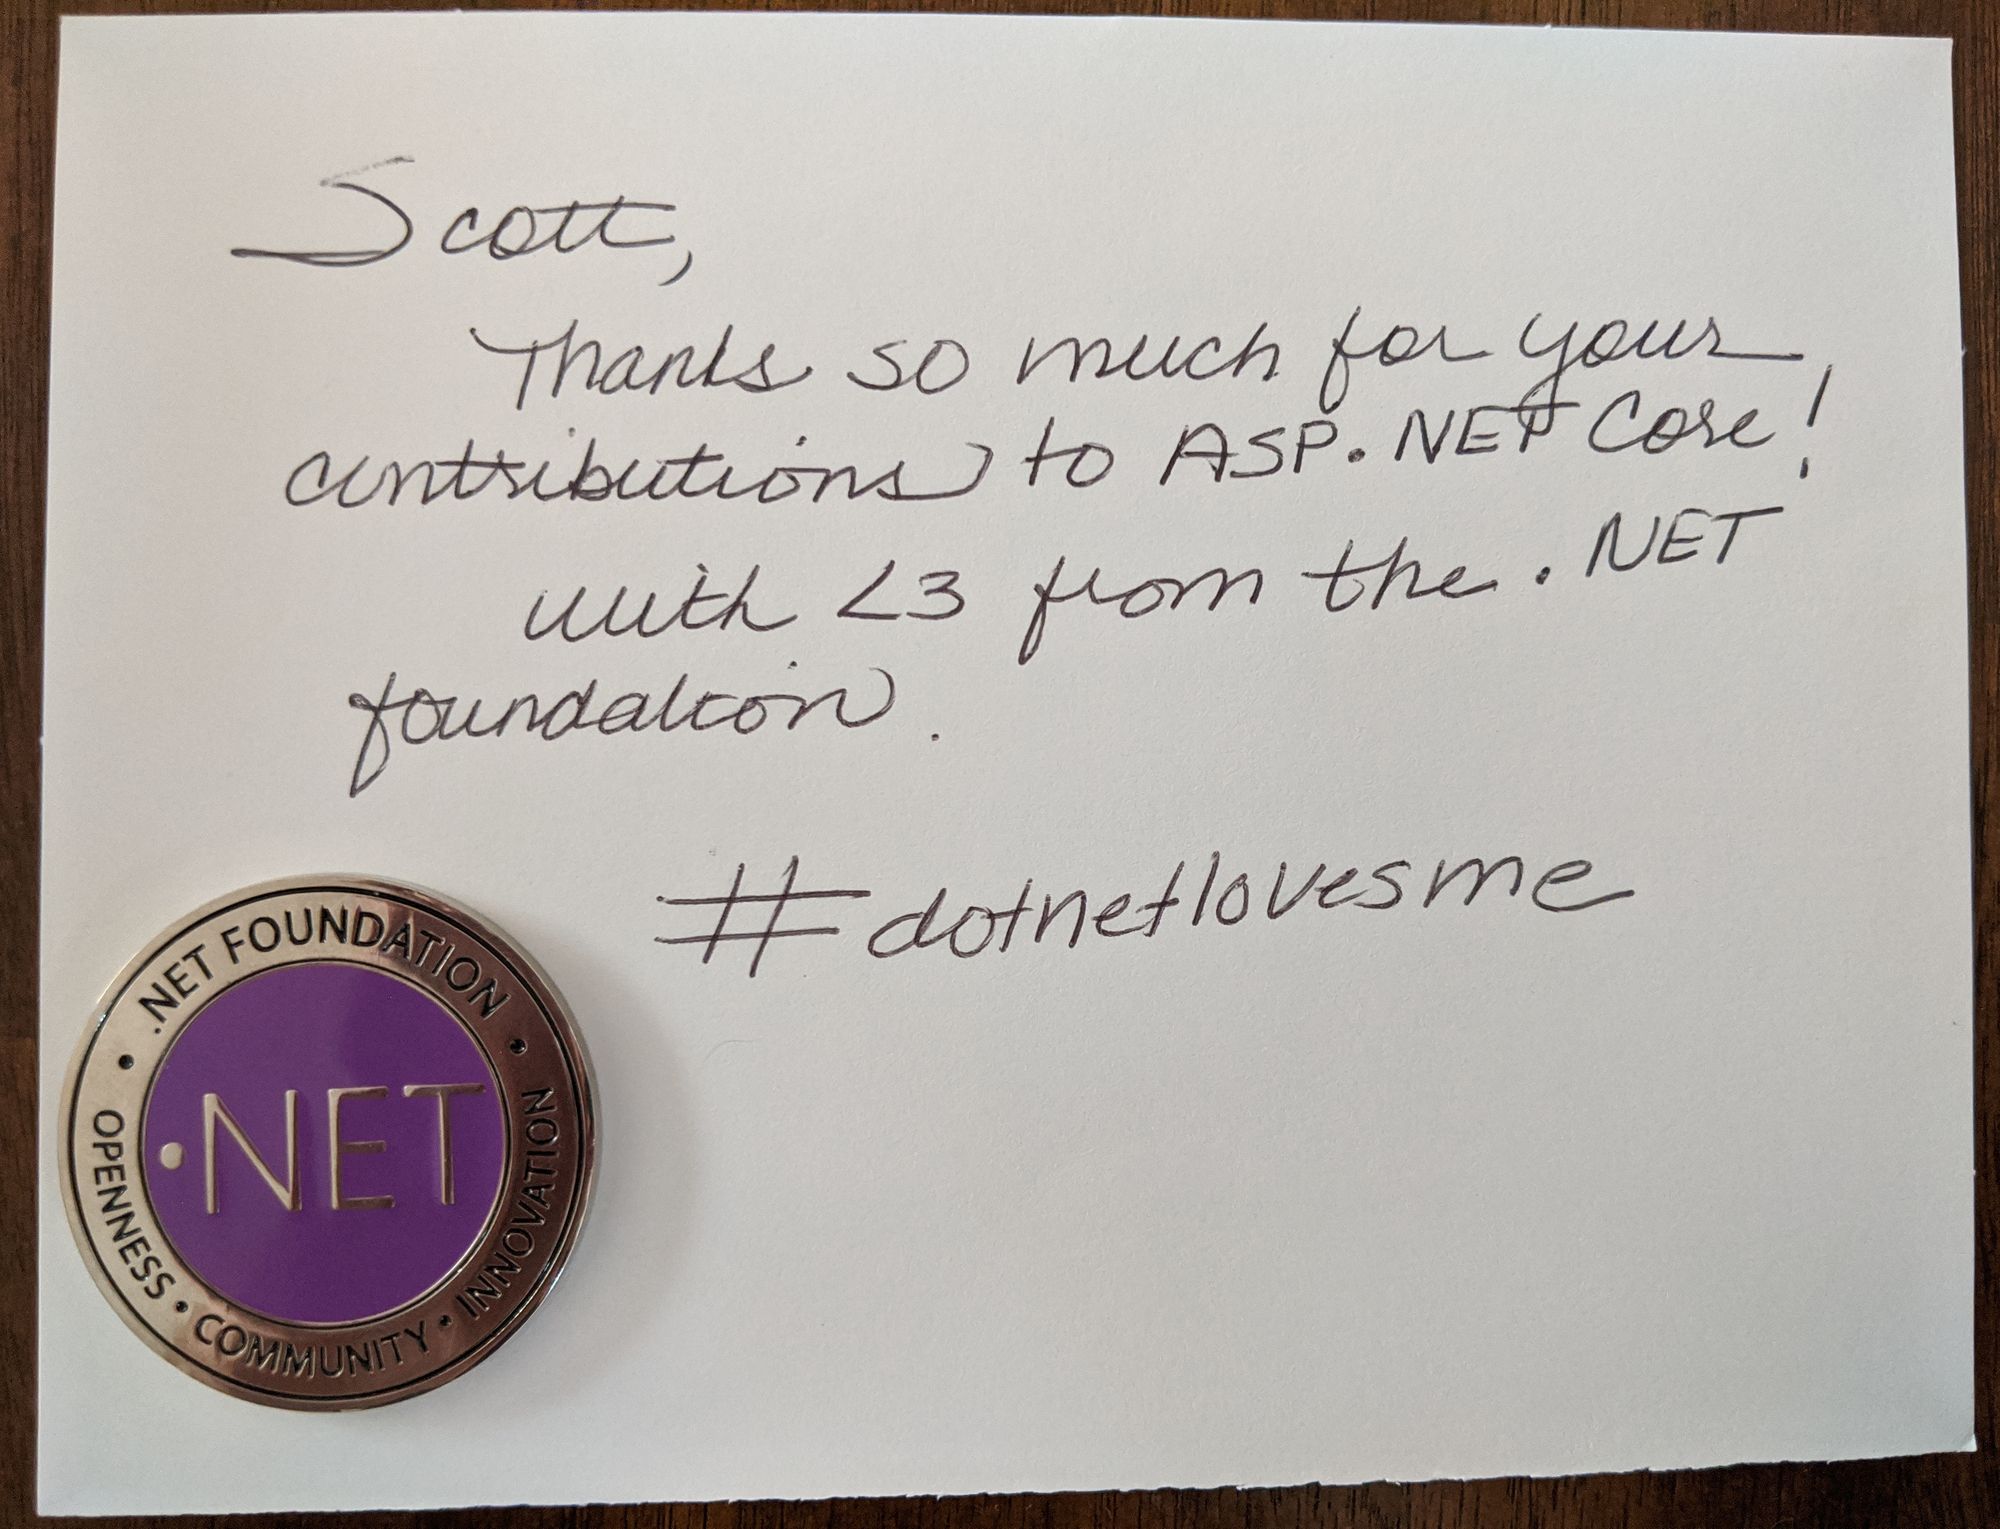 Scott,
Thanks so much for your
contributions to ASP.NET Core!
with <3 from the .NET
foundation.
#dotnetlovesme
.NET FOUNDATION
.NET
OPENNESS • COMMUNITY • INNOVATION